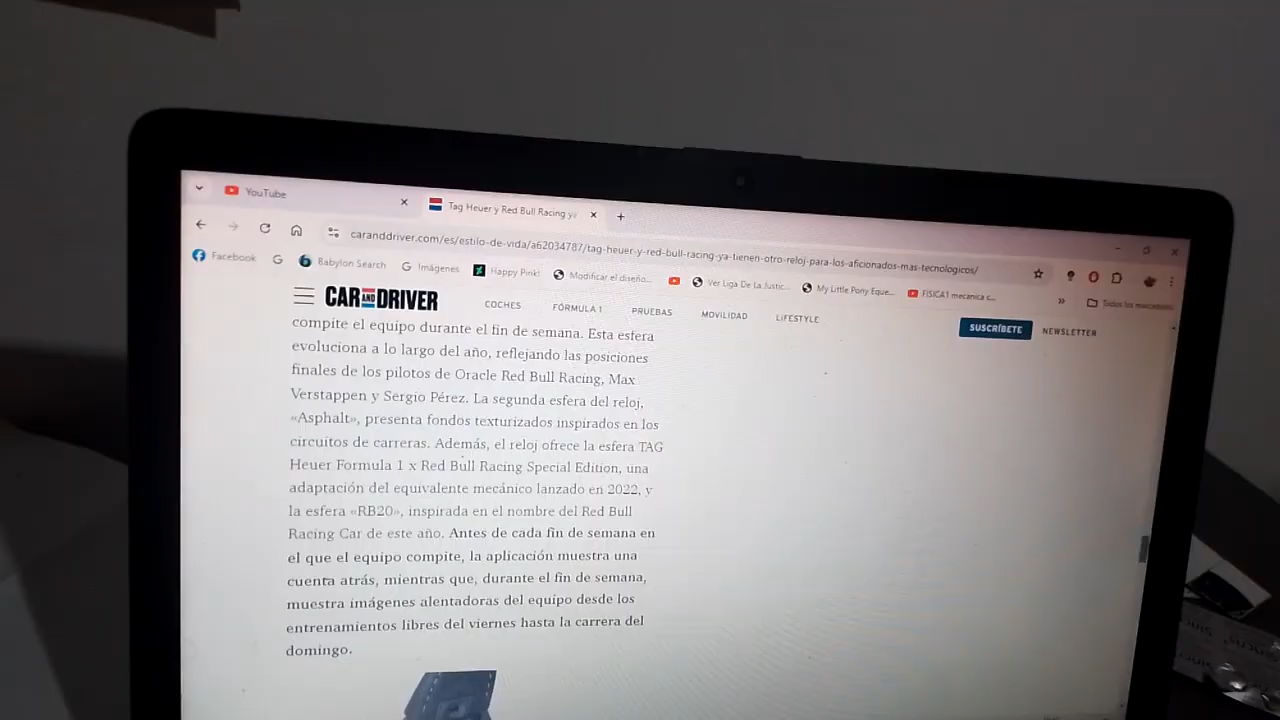 YouTube
Tag Heuer y Red Bull Racing ya
caranddriver.com/es/estilo-de-vida/a62034787/tag-heuer-y-red-bull-racing-ya-tienen-otro-reloj-para-los-aficionados-mas-tecnologicos/
Facebook Babylon Search Imágenes Happy Pink! Modificar el diseño... Ver Liga De La Justic... My Little Pony Eque... FISICA1 mecanica c... » Todos los marcadores
CAR AND DRIVER COCHES FÓRMULA 1 PRUEBAS MOVILIDAD LIFESTYLE SUSCRÍBETE NEWSLETTER
compite el equipo durante el fin de semana. Esta esfera
evoluciona a lo largo del año, reflejando las posiciones
finales de los pilotos de Oracle Red Bull Racing, Max
Verstappen y Sergio Pérez. La segunda esfera del reloj,
«Asphalt», presenta fondos texturizados inspirados en los
circuitos de carreras. Además, el reloj ofrece la esfera TAG
Heuer Formula 1 x Red Bull Racing Special Edition, una
adaptación del equivalente mecánico lanzado en 2022, y
la esfera «RB20», inspirada en el nombre del Red Bull
Racing Car de este año. Antes de cada fin de semana en
el que el equipo compite, la aplicación muestra una
cuenta atrás, mientras que, durante el fin de semana,
muestra imágenes alentadoras del equipo desde los
entrenamientos libres del viernes hasta la carrera del
domingo.